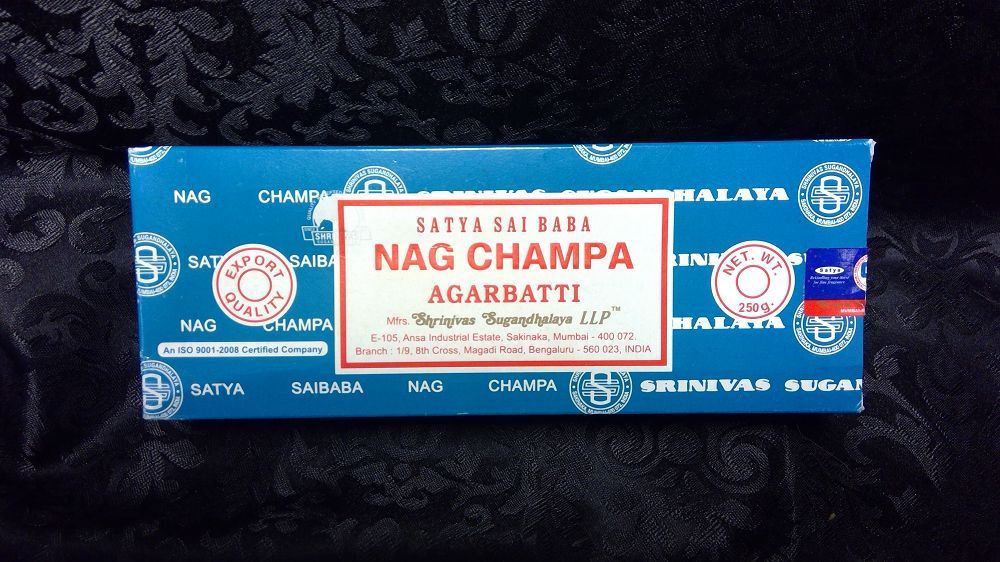 NAG CHAMPA SHRINIVAS SUGANDHALAYA
SATYA SAI BABA
NAG CHAMPA
AGARBATTI
Mfrs. Shrinivas Sugandhalaya LLP™
E-105, Ansa Industrial Estate, Sakinaka, Mumbai - 400 072.
Branch : 1/9, 8th Cross, Magadi Road, Bengaluru - 560 023, INDIA
EXPORT
QUALITY
NET. WT.
250g.
Satya
NAG CHAMPA
HALAYA
An ISO 9001-2008 Certified Company
SATYA SAIBABA NAG CHAMPA SRINIVAS SUGAN